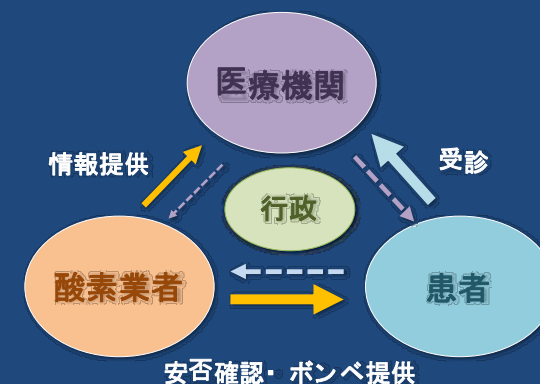 医療機関
情報提供
受診
行政
酸素業者
患者
安否確認・ボンベ提供